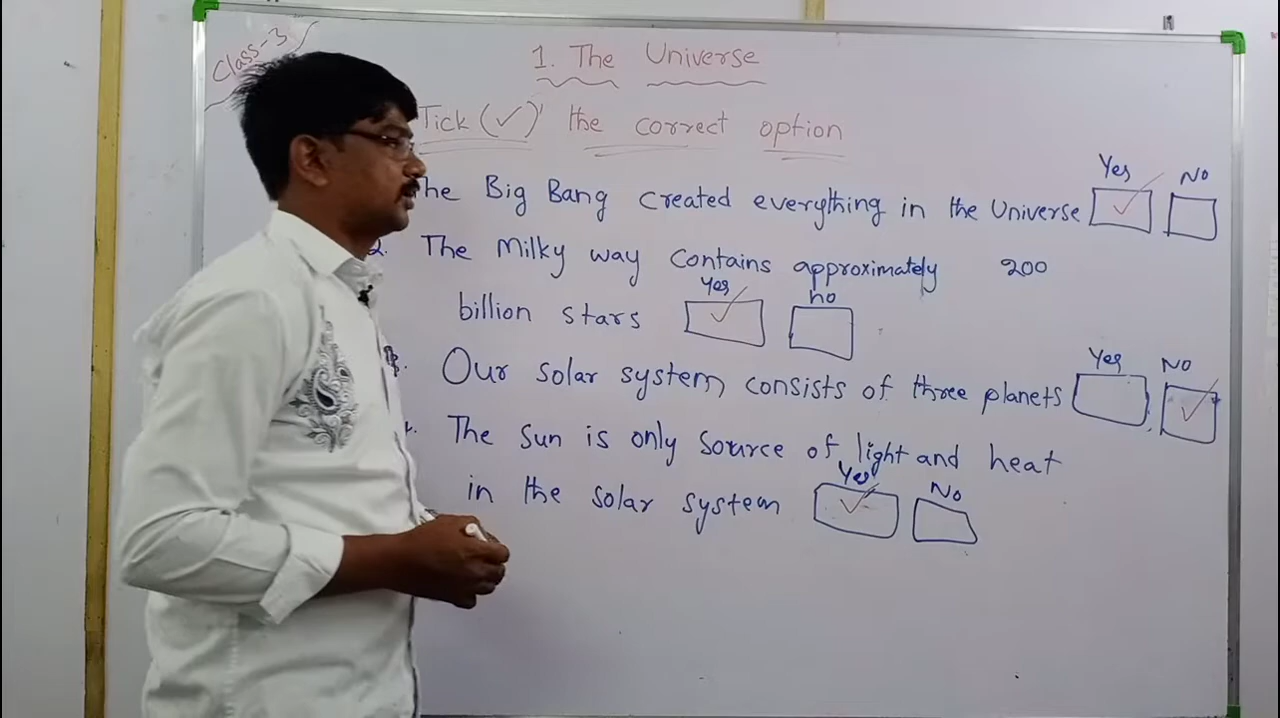 Class-3
1. The Universe
Tick (✓) the correct option
Yes No
The Big Bang created everything in the Universe
2. The Milky way contains approximately 200
Yes no
billion stars
Yes No
3. Our solar system consists of three planets
The Sun is only source of light and heat
Yes No
in the solar system